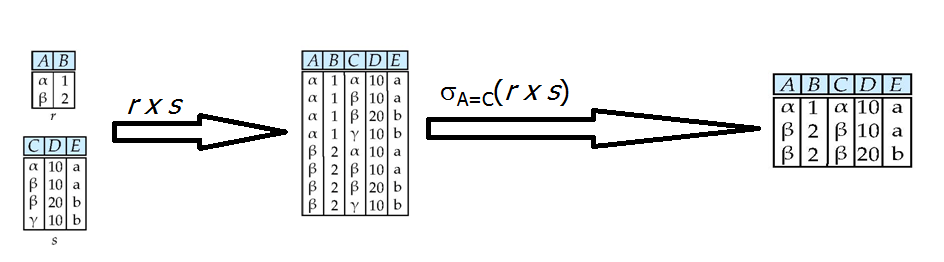 A B
α 1
β 2
r
C D E
α 10 a
β 10 a
β 20 b
γ 10 b
s
r x s
A B C D E
α 1 α 10 a
α 1 β 10 a
α 1 β 20 b
α 1 γ 10 b
β 2 α 10 a
β 2 β 10 a
β 2 β 20 b
β 2 γ 10 b
σA=C(r x s)
A B C D E
α 1 α 10 a
β 2 β 10 a
β 2 β 20 b